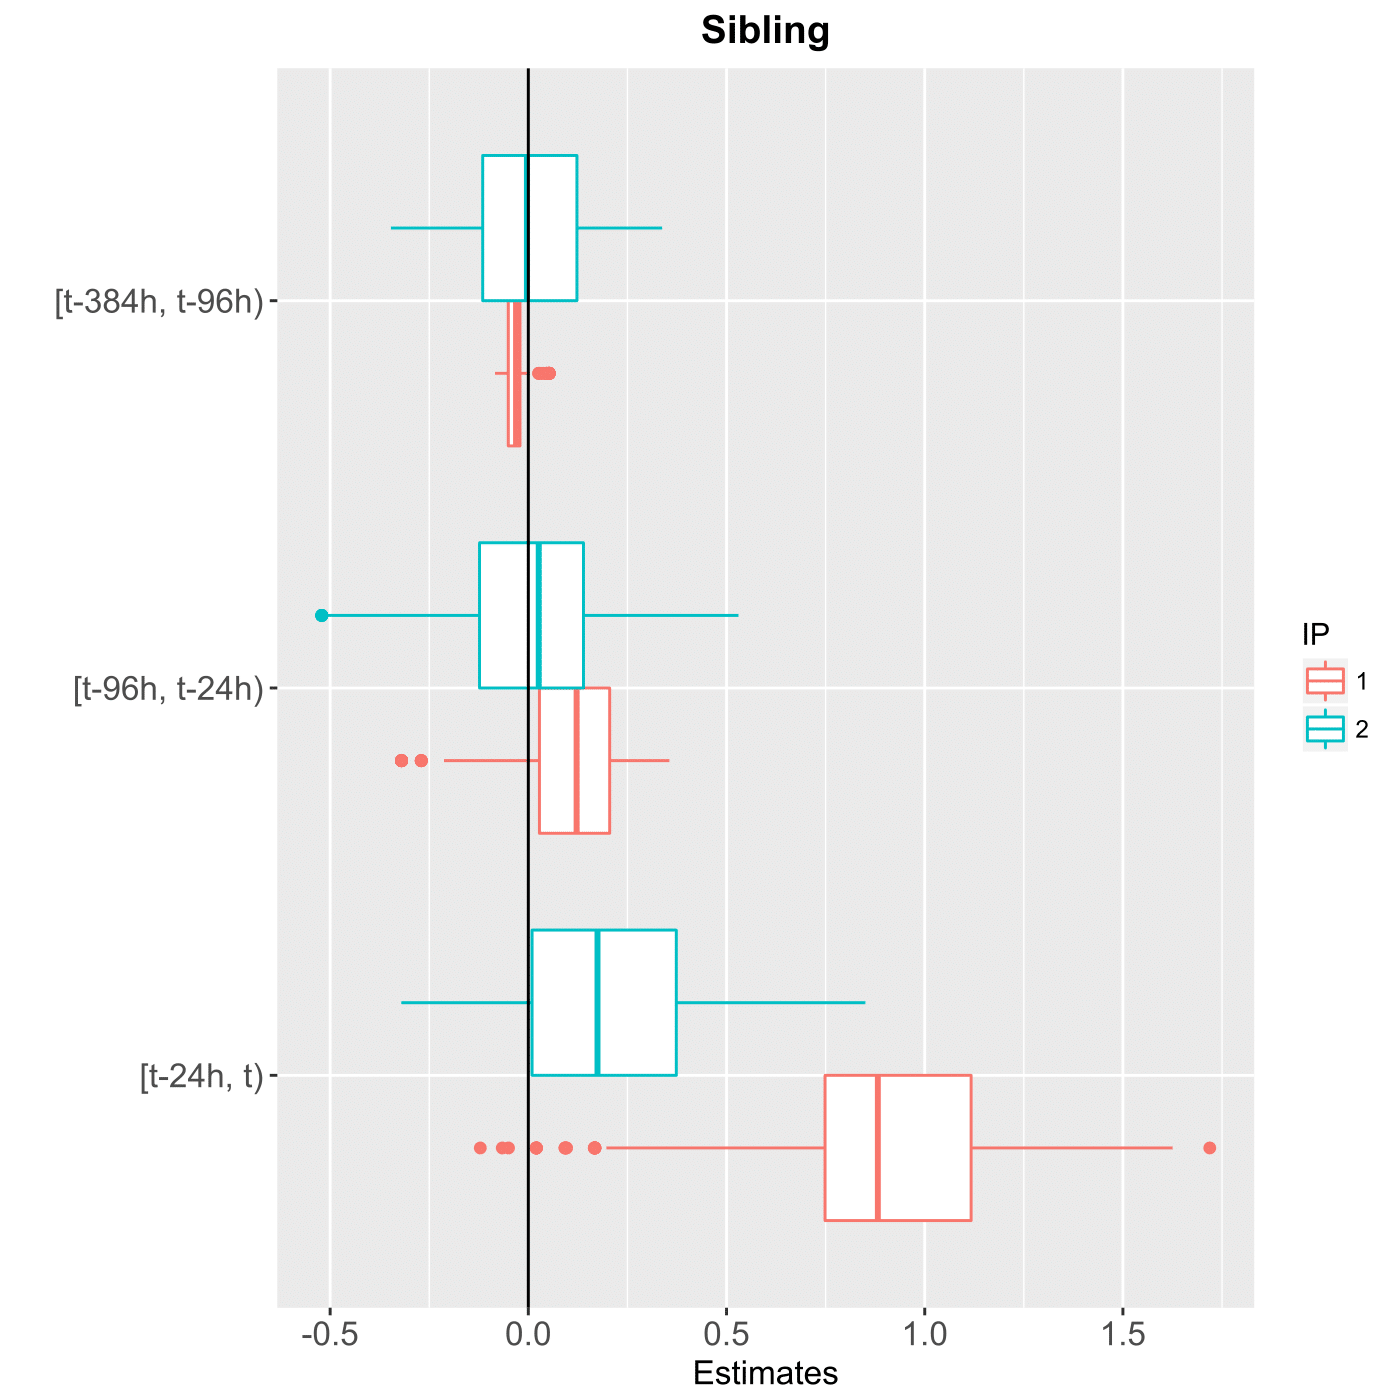 Sibling
[t-384h, t-96h)
[t-96h, t-24h)
[t-24h, t)
-0.5 0.0 0.5 1.0 1.5
Estimates
IP
1
2